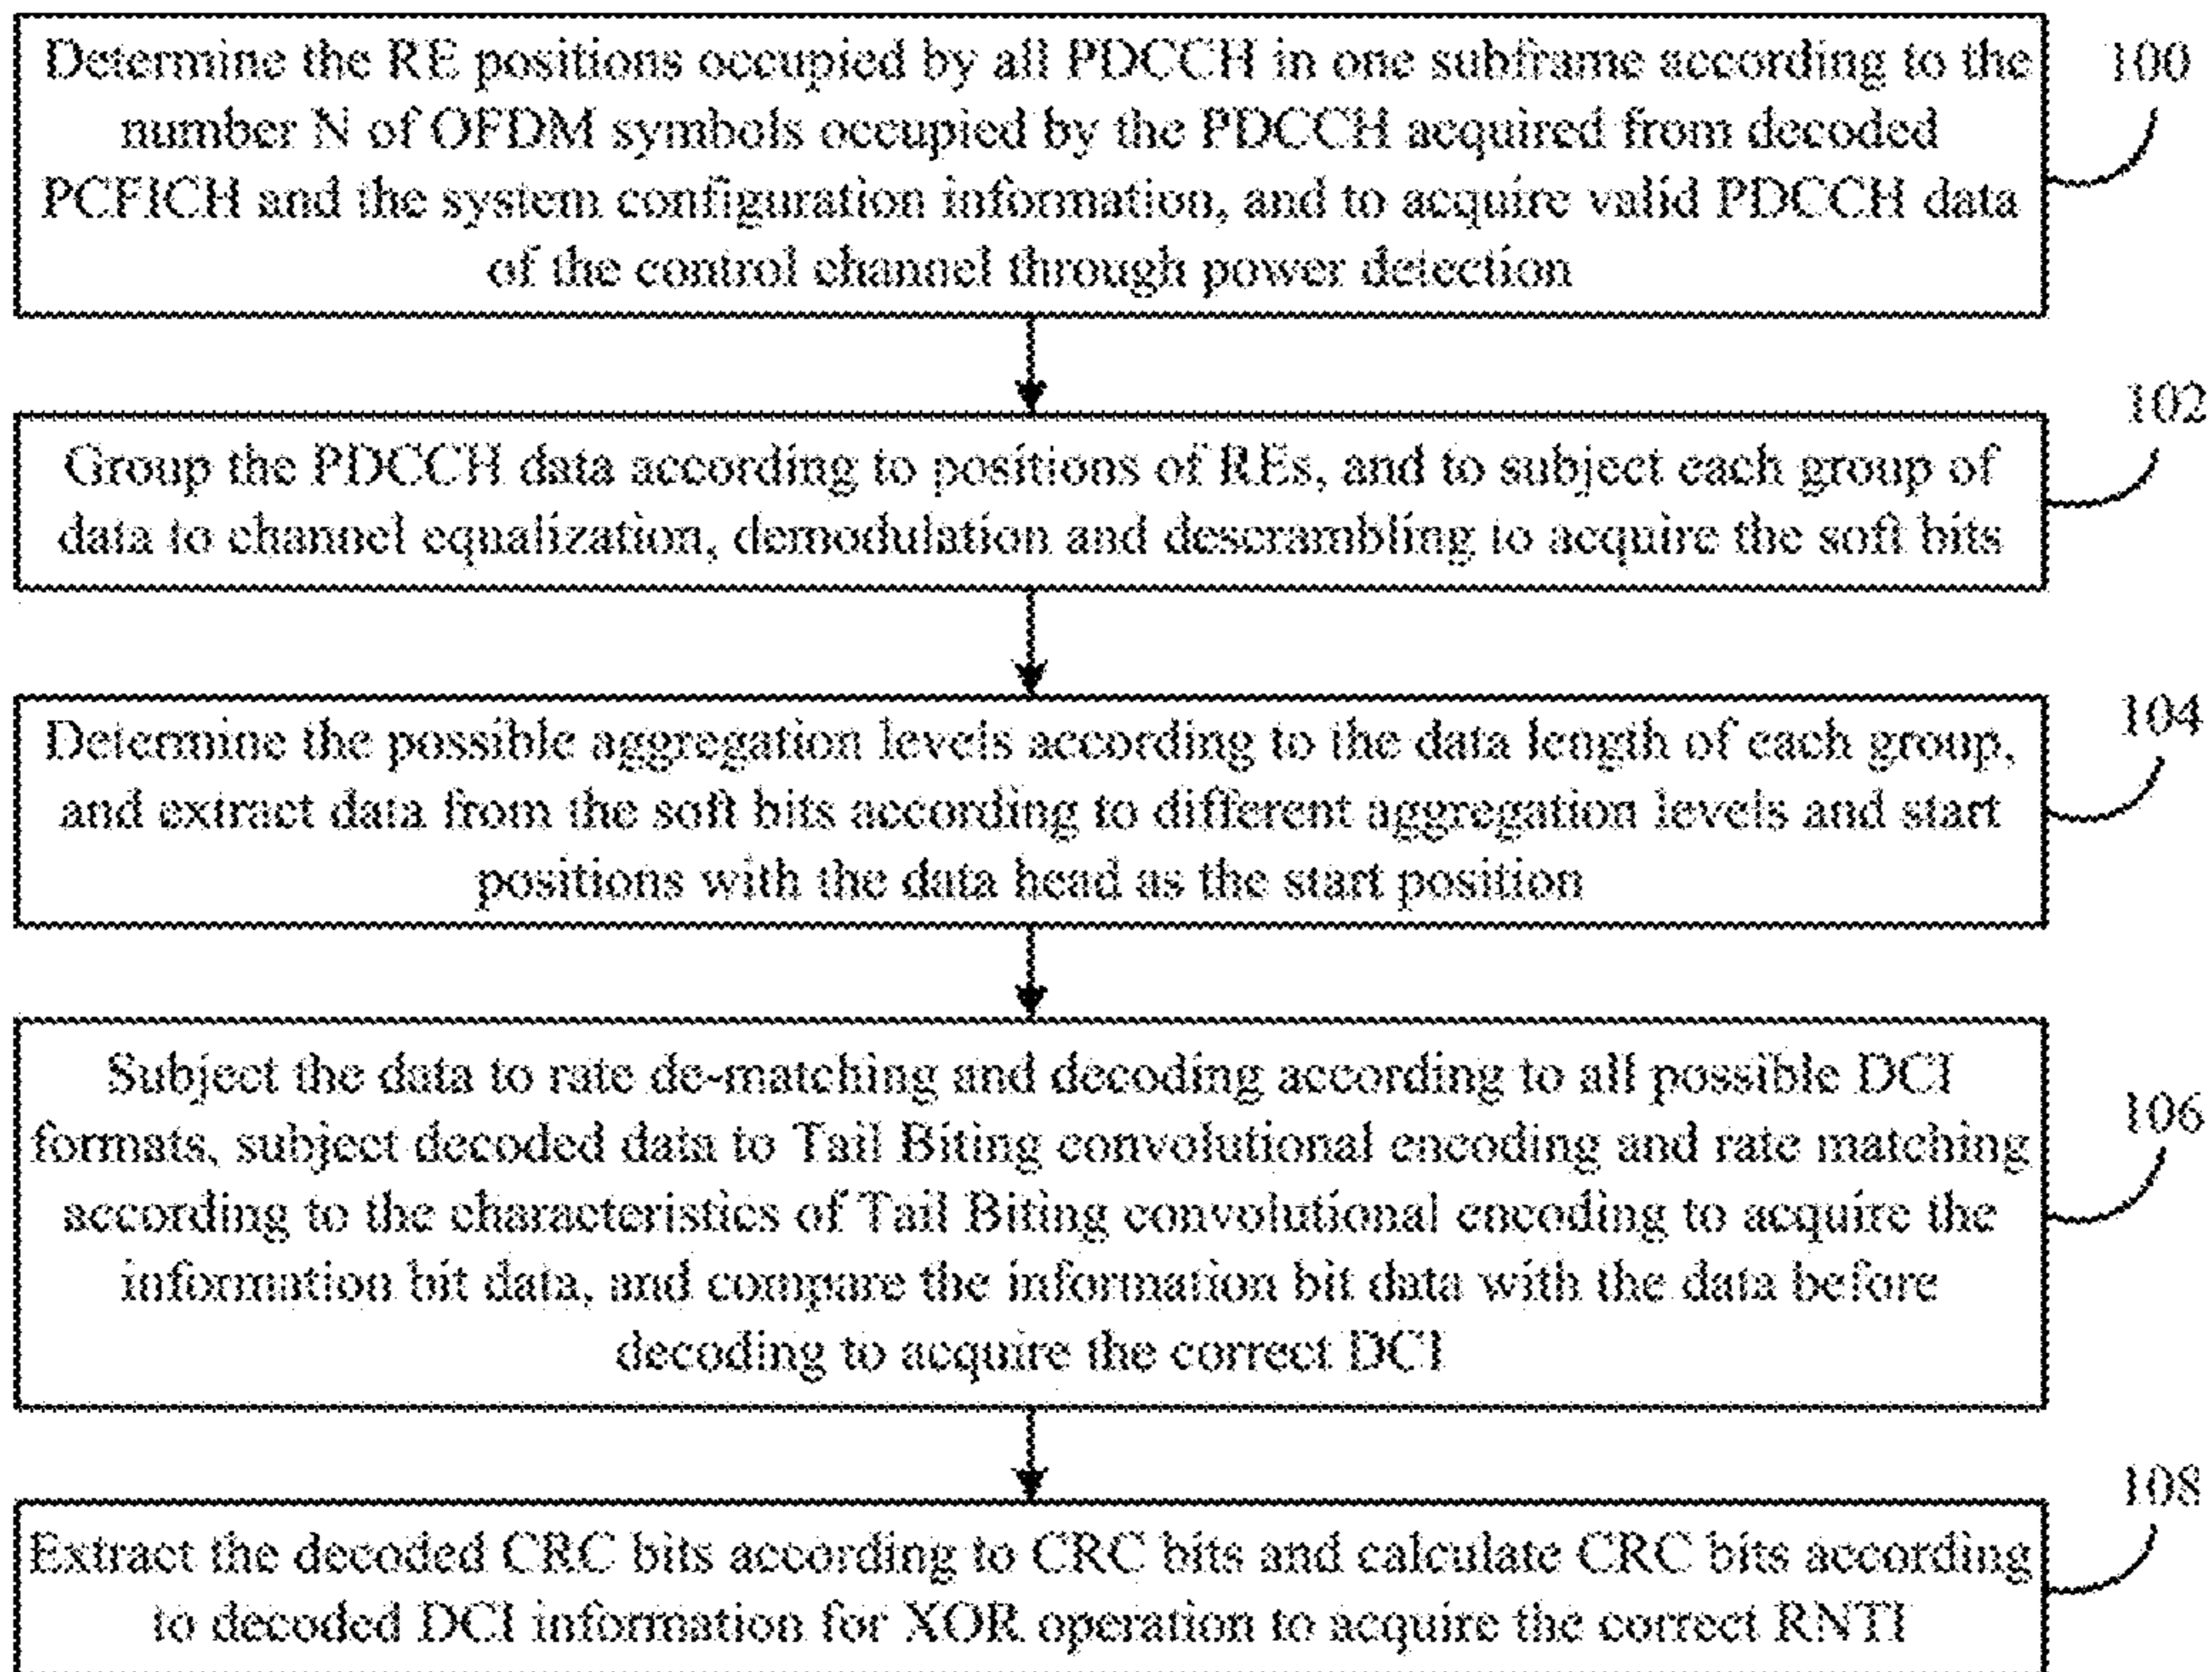 Determine the RE positions occupied by all PDCCH in one subframe according to the
100
number N of OFDM symbols occupied by the PDCCH acquired from decoded
PCFICH and the system configuration information, and to acquire valid PDCCH data
of the control channel through power detection
102
Group the PDCCH data according to positions of REs, and to subject each group of
data to channel equalization, demodulation and descrambling to acquire the soft bits
104
Determine the possible aggregation levels according to the data length of each group,
and extract data from the soft bits according to different aggregation levels and start
positions with the data head as the start position
Subject the data to rate de-matching and decoding according to all possible DCI
106
formats, subject decoded data to Tail Biting convolutional encoding and rate matching
according to the characteristics of Tail Biting convolutional encoding to acquire the
information bit data, and compare the information bit data with the data before
decoding to acquire the correct DCI
108
Extract the decoded CRC bits according to CRC bits and calculate CRC bits according
to decoded DCI information for XOR operation to acquire the correct RNTI